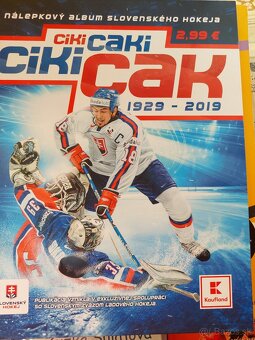 NÁLEPKOVÝ ALBUM SLOVENSKÉHO HOKEJA
CIKI CAKI
2,99 €
CIKI CAK
1929 - 2019
PUBLIKÁCIA VZNIKLA V EXKLUZÍVNEJ SPOLUPRÁCI
SO SLOVENSKÝM ZVÄZOM ĽADOVÉHO HOKEJA
SLOVENSKÝ
HOKEJ
Kaufland